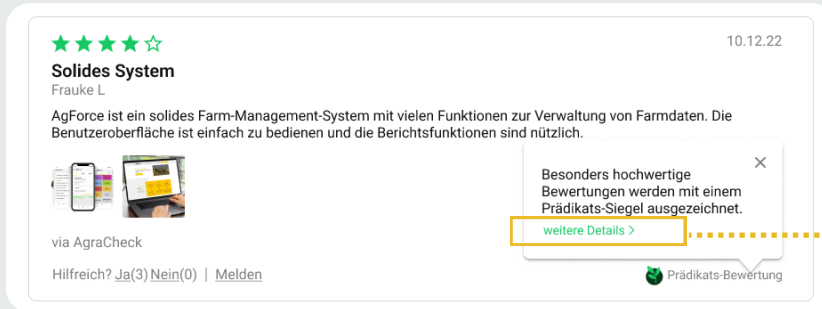 10.12.22
Solides System
Frauke L
AgForce ist ein solides Farm-Management-System mit vielen Funktionen zur Verwaltung von Farmdaten. Die
Benutzeroberfläche ist einfach zu bedienen und die Berichtsfunktionen sind nützlich.
Besonders hochwertige
Bewertungen werden mit einem
Prädikats-Siegel ausgezeichnet.
weitere Details >
via AgraCheck
Hilfreich? Ja(3) Nein(0) | Melden
Prädikats-Bewertung